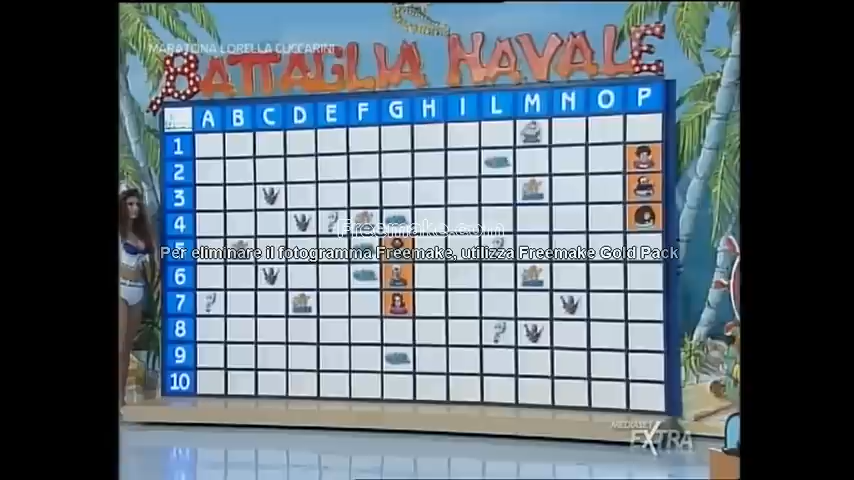 MARATONA LORELLA CUCCARINI
BATTAGLIA NAVALE
A B C D E F G H I L M N O P
1
2
3
4
Freemake.com
5
Per eliminare il fotogramma Freemake, utilizza Freemake Gold Pack
6
7
?
8
?
9
10
MEDIASET
EXTRA